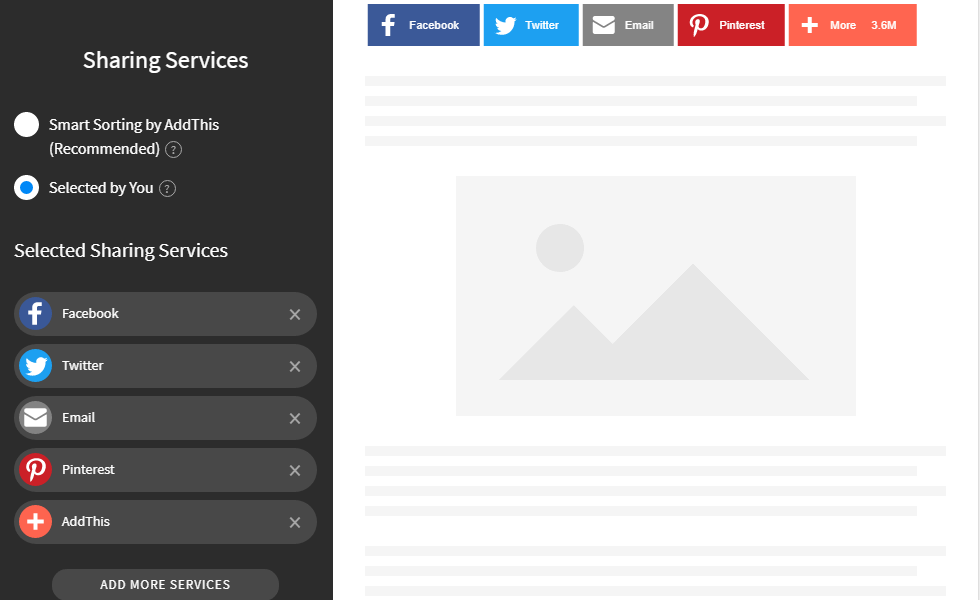 Sharing Services
Smart Sorting by AddThis
(Recommended) ?
Selected by You ?
Selected Sharing Services
Facebook
Twitter
Email
Pinterest
AddThis
ADD MORE SERVICES
Facebook Twitter Email Pinterest More 3.6M